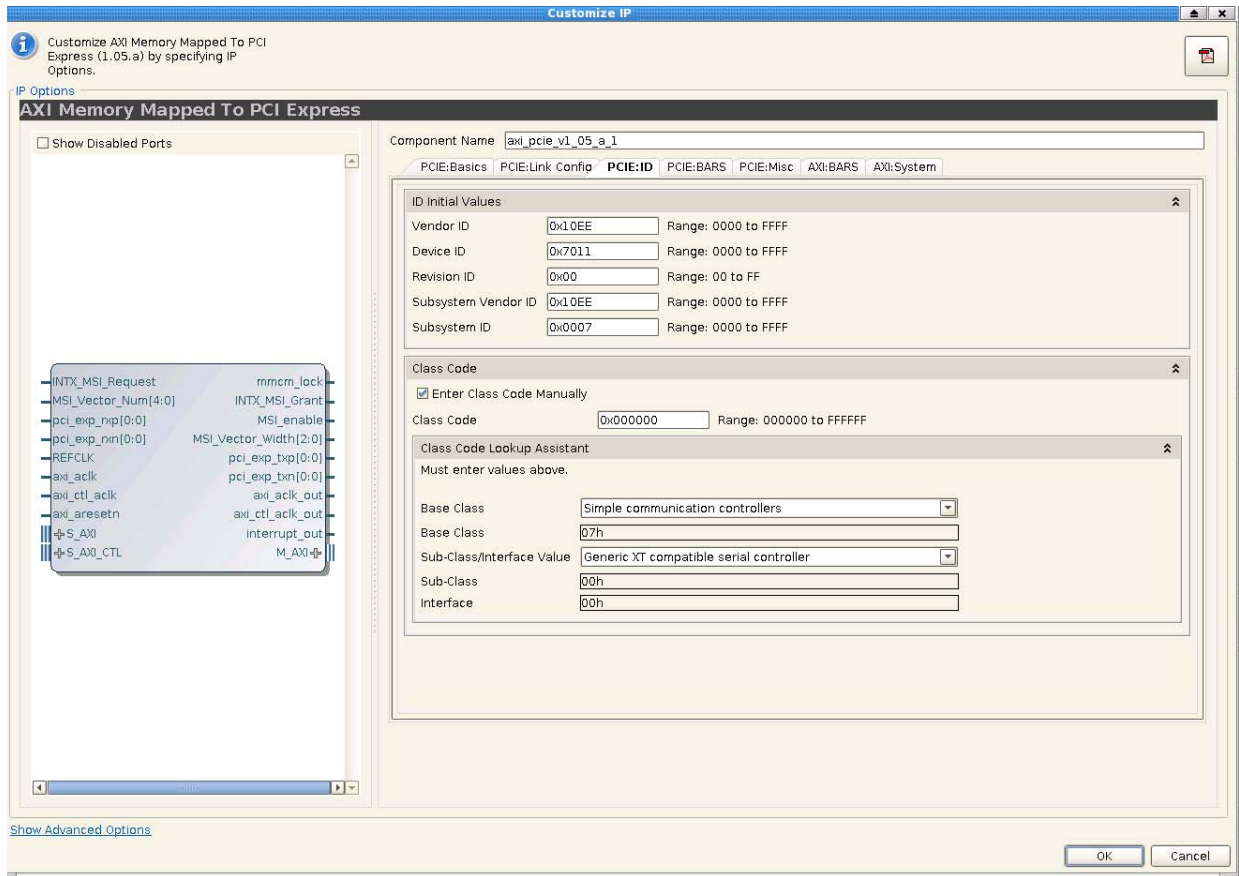 Customize IP
Customize AXI Memory Mapped To PCI
Express (1.05.a) by specifying IP
Options.
IP Options
AXI Memory Mapped To PCI Express
Show Disabled Ports
INTX_MSI_Request
MSI_Vector_Num[4:0]
pci_exp_rxp[0:0]
pci_exp_rxn[0:0]
REFCLK
axi_aclk
axi_ctl_aclk
axi_aresetn
S_AXI
S_AXI_CTL
mmcm_lock
INTX_MSI_Grant
MSI_enable
MSI_Vector_Width[2:0]
pci_exp_txp[0:0]
pci_exp_txn[0:0]
axi_aclk_out
axi_ctl_aclk_out
interrupt_out
M_AXI
Component Name axi_pcie_v1_05_a_1
PCIE:Basics PCIE:Link Config PCIE:ID PCIE:BARS PCIE:Misc AXI:BARS AXI:System
ID Initial Values
Vendor ID 0x10EE Range: 0000 to FFFF
Device ID 0x7011 Range: 0000 to FFFF
Revision ID 0x00 Range: 00 to FF
Subsystem Vendor ID 0x10EE Range: 0000 to FFFF
Subsystem ID 0x0007 Range: 0000 to FFFF
Class Code
Enter Class Code Manually
Class Code 0x000000 Range: 000000 to FFFFFF
Class Code Lookup Assistant
Must enter values above.
Base Class Simple communication controllers
Base Class 07h
Sub-Class/Interface Value Generic XT compatible serial controller
Sub-Class 00h
Interface 00h
Show Advanced Options
OK Cancel